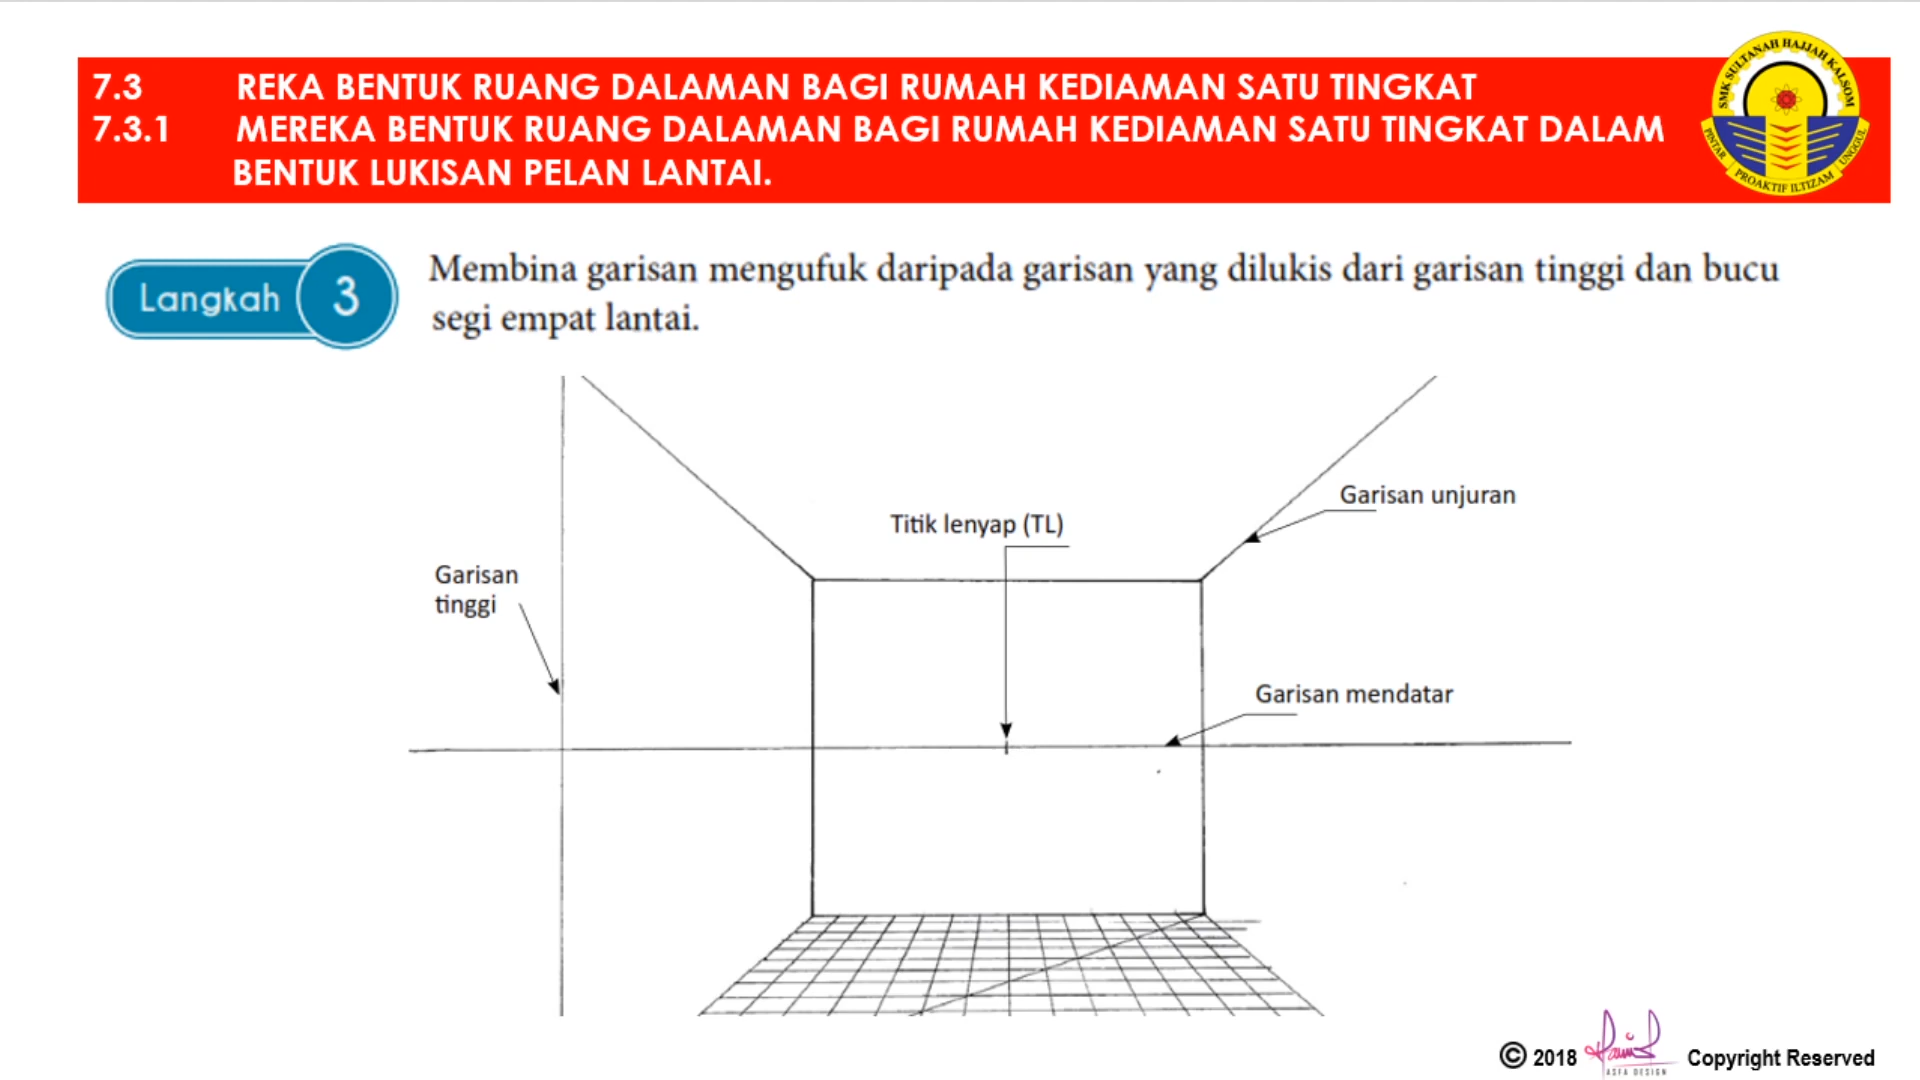 7.3 REKA BENTUK RUANG DALAMAN BAGI RUMAH KEDIAMAN SATU TINGKAT
7.3.1 MEREKA BENTUK RUANG DALAMAN BAGI RUMAH KEDIAMAN SATU TINGKAT DALAM
BENTUK LUKISAN PELAN LANTAI.
SMK SULTANAH HAJJAH KALSOM
PINTAR PROAKTIF ILTIZAM UNGGUL
Langkah 3
Membina garisan mengufuk daripada garisan yang dilukis dari garisan tinggi dan bucu
segi empat lantai.
Garisan unjuran
Titik lenyap (TL)
Garisan
tinggi
Garisan mendatar
© 2018
ASFA DESIGN
Copyright Reserved